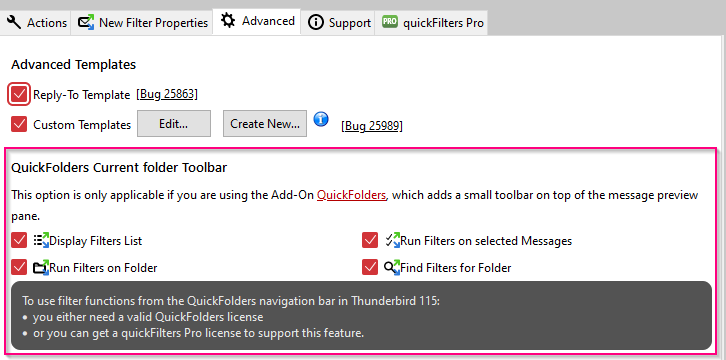 Actions New Filter Properties Advanced Support PRO quickFilters Pro
Advanced Templates
Reply-To Template [Bug 25863]
Custom Templates Edit... Create New... [Bug 25989]
QuickFolders Current folder Toolbar
This option is only applicable if you are using the Add-On QuickFolders, which adds a small toolbar on top of the message preview
pane.
Display Filters List Run Filters on selected Messages
Run Filters on Folder Find Filters for Folder
To use filter functions from the QuickFolders navigation bar in Thunderbird 115:
• you either need a valid QuickFolders license
• or you can get a quickFilters Pro license to support this feature.